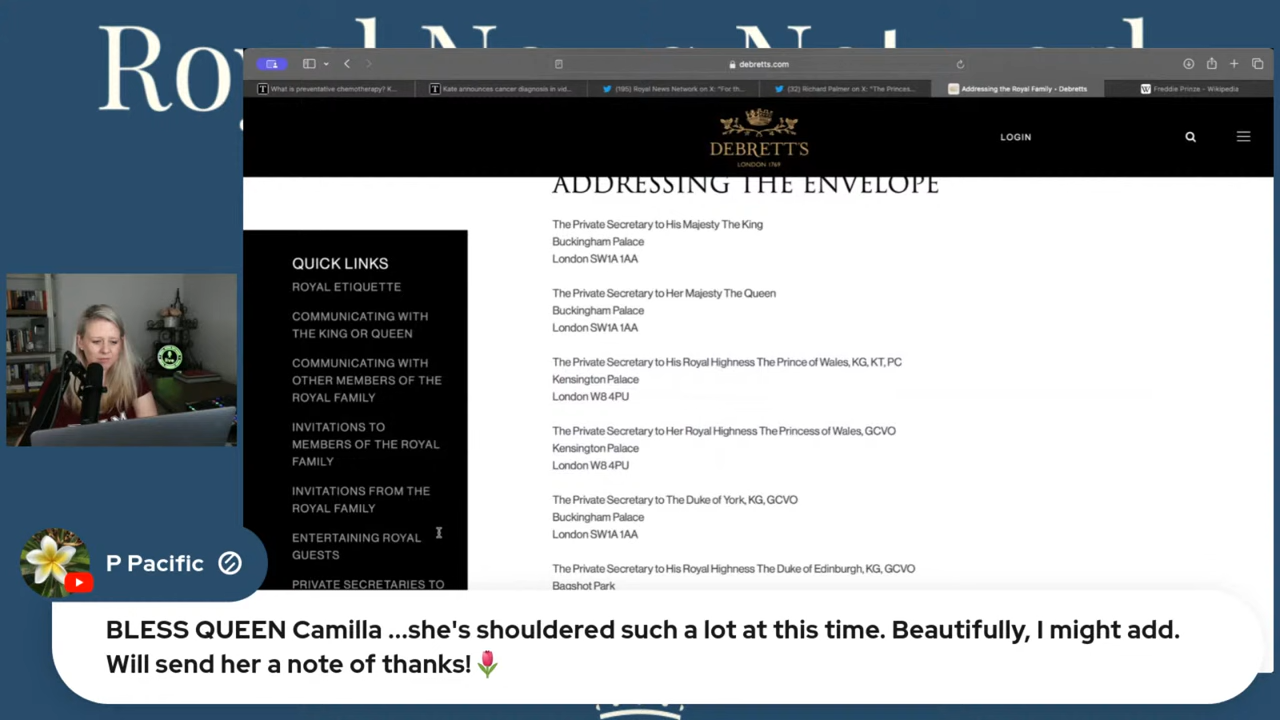 Royal News Network
debretts.com
What is preventative chemotherapy? K...
Kate announces cancer diagnosis in vid...
(195) Royal News Network on X: "For th...
(32) Richard Palmer on X: "The Princes...
Addressing the Royal Family - Debretts
Freddie Prinze - Wikipedia
DEBRETT'S
LONDON 1769
LOGIN
ADDRESSING THE ENVELOPE
The Private Secretary to His Majesty The King
Buckingham Palace
London SW1A 1AA
The Private Secretary to Her Majesty The Queen
Buckingham Palace
London SW1A 1AA
The Private Secretary to His Royal Highness The Prince of Wales, KG, KT, PC
Kensington Palace
London W8 4PU
The Private Secretary to Her Royal Highness The Princess of Wales, GCVO
Kensington Palace
London W8 4PU
The Private Secretary to The Duke of York, KG, GCVO
Buckingham Palace
London SW1A 1AA
The Private Secretary to His Royal Highness The Duke of Edinburgh, KG, GCVO
Bagshot Park
QUICK LINKS
ROYAL ETIQUETTE
COMMUNICATING WITH
THE KING OR QUEEN
COMMUNICATING WITH
OTHER MEMBERS OF THE
ROYAL FAMILY
INVITATIONS TO
MEMBERS OF THE ROYAL
FAMILY
INVITATIONS FROM THE
ROYAL FAMILY
ENTERTAINING ROYAL
GUESTS
PRIVATE SECRETARIES TO
P Pacific
BLESS QUEEN Camilla ...she's shouldered such a lot at this time. Beautifully, I might add.
Will send her a note of thanks!🌷